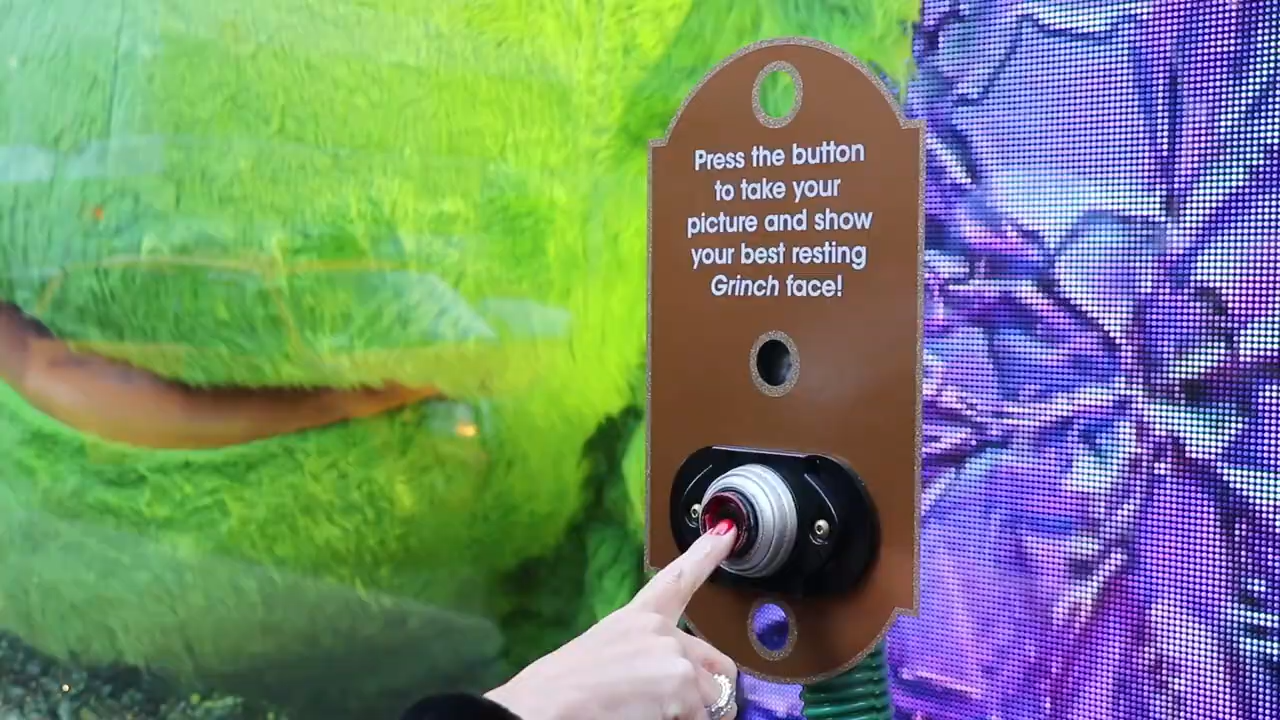 Press the button
to take your
picture and show
your best resting
Grinch face!